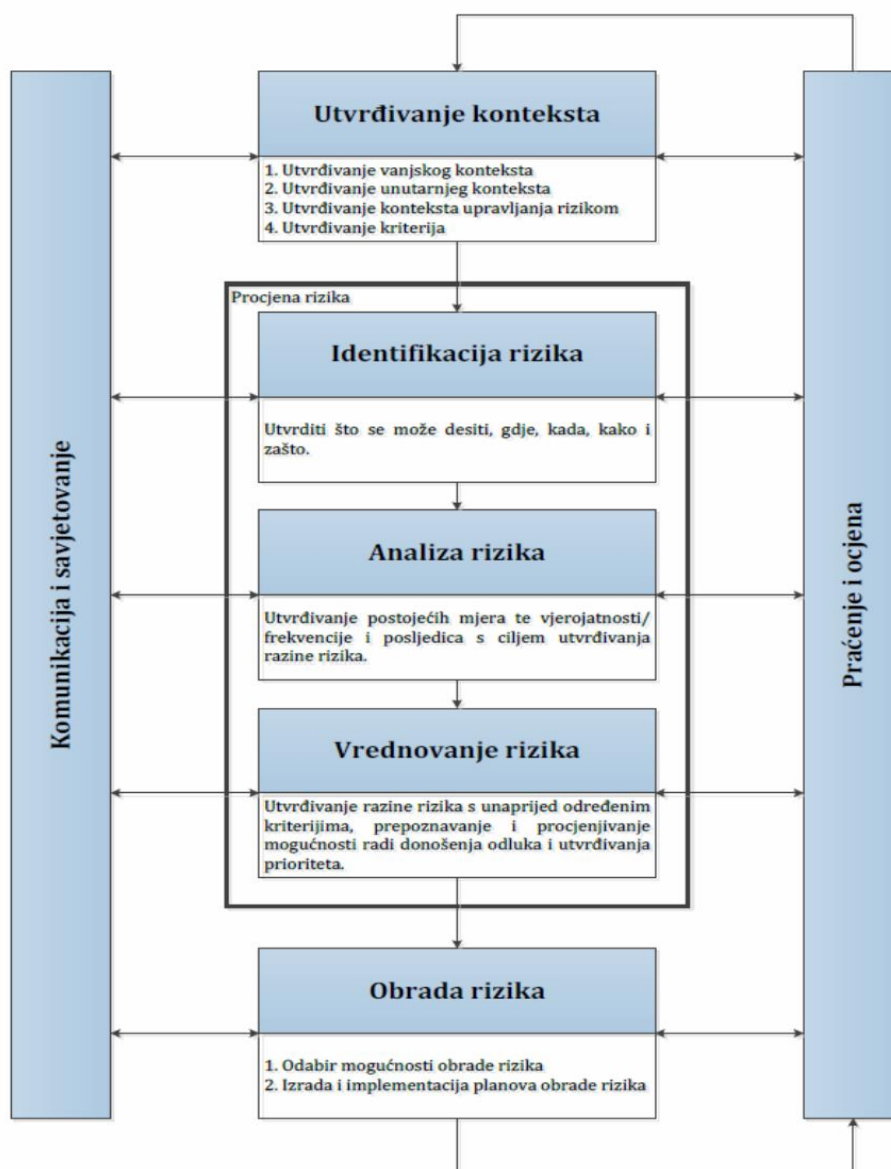 Komunikacija i savjetovanje
Utvrđivanje konteksta
1. Utvrđivanje vanjskog konteksta
2. Utvrđivanje unutarnjeg konteksta
3. Utvrđivanje konteksta upravljanja rizikom
4. Utvrđivanje kriterija
Procjena rizika
Identifikacija rizika
Utvrditi što se može desiti, gdje, kada, kako i
zašto.
Analiza rizika
Utvrđivanje postojećih mjera te vjerojatnosti/
frekvencije i posljedica s ciljem utvrđivanja
razine rizika.
Vrednovanje rizika
Utvrđivanje razine rizika s unaprijed određenim
kriterijima, prepoznavanje i procjenjivanje
mogućnosti radi donošenja odluka i utvrđivanja
prioriteta.
Obrada rizika
1. Odabir mogućnosti obrade rizika
2. Izrada i implementacija planova obrade rizika
Praćenje i ocjena